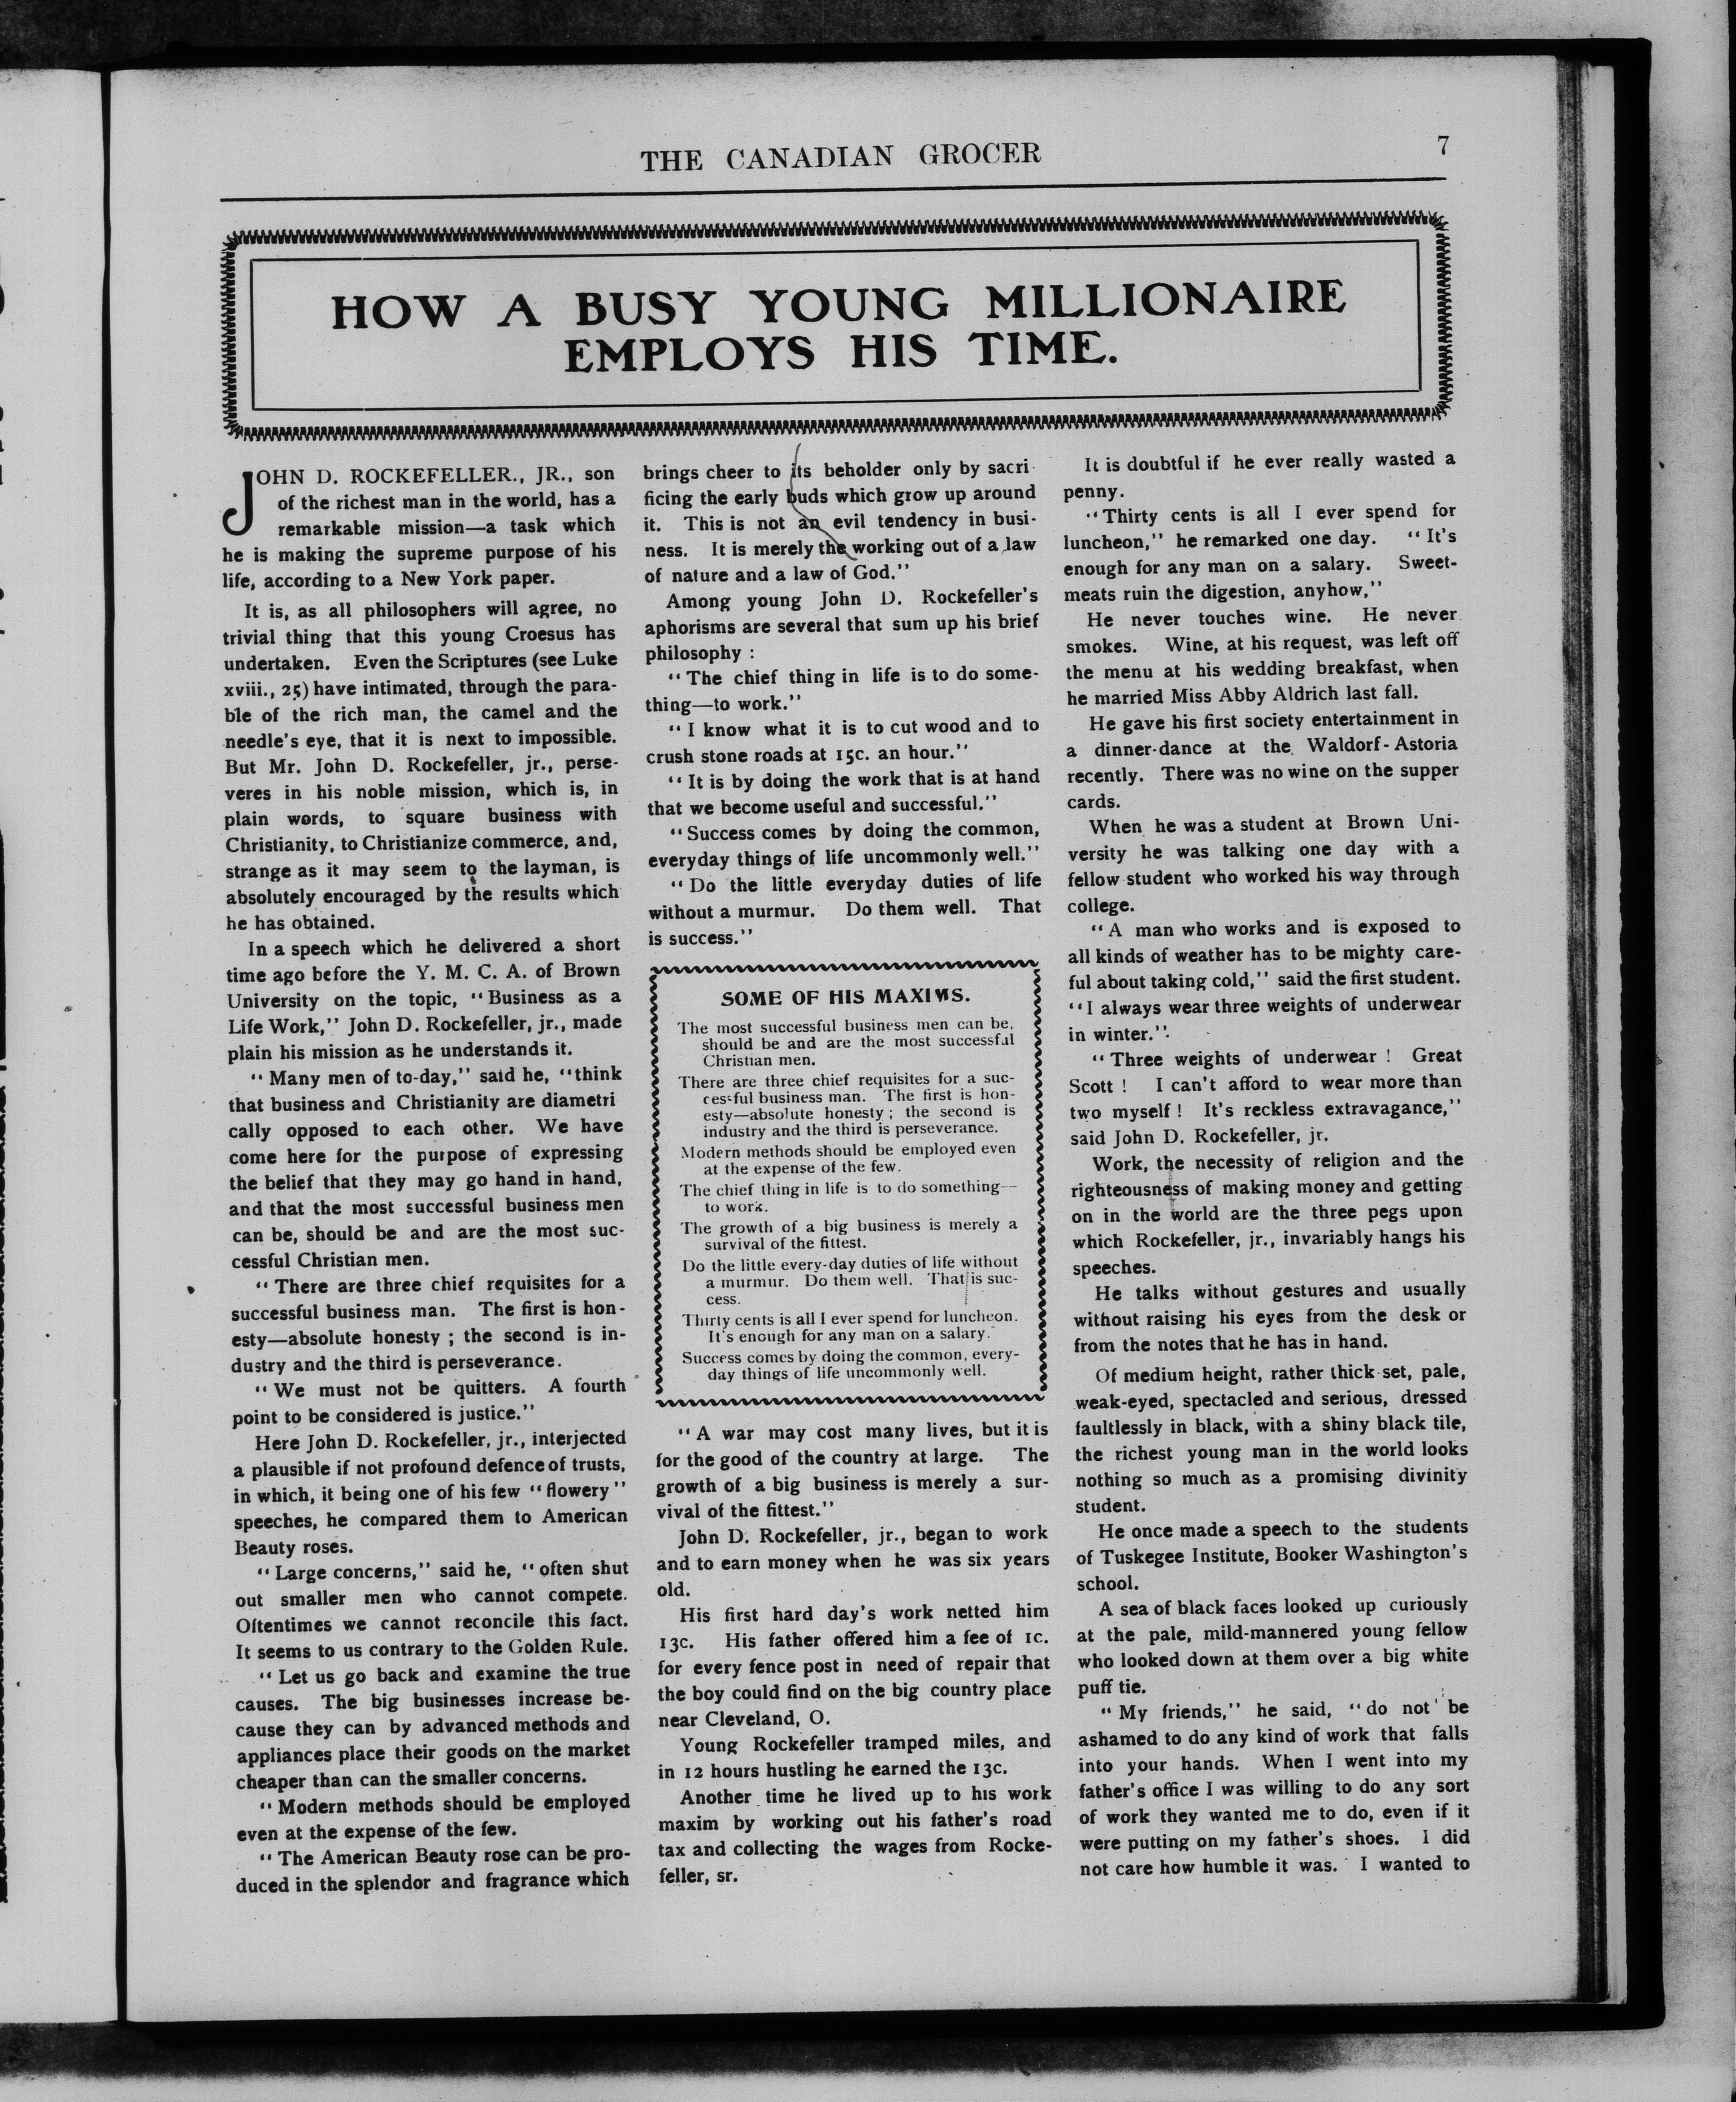 THE CANADIAN GROCER
7
HOW A BUSY YOUNG MILLIONAIRE
EMPLOYS HIS TIME.
JOHN D. ROCKEFELLER., JR., son
of the richest man in the world, has a
remarkable mission—a task which
he is making the supreme purpose of his
life, according to a New York paper.
It is, as all philosophers will agree, no
trivial thing that this young Croesus has
undertaken. Even the Scriptures (see Luke
xviii., 25) have intimated, through the para-
ble of the rich man, the camel and the
needle's eye, that it is next to impossible.
But Mr. John D. Rockefeller, jr., perse-
veres in his noble mission, which is, in
plain words, to square business with
Christianity, to Christianize commerce, and,
strange as it may seem to the layman, is
absolutely encouraged by the results which
he has obtained.
In a speech which he delivered a short
time ago before the Y. M. C. A. of Brown
University on the topic, "Business as a
Life Work," John D. Rockefeller, jr., made
plain his mission as he understands it.
"Many men of to-day," said he, "think
that business and Christianity are diametri
cally opposed to each other. We have
come here for the purpose of expressing
the belief that they may go hand in hand,
and that the most successful business men
can be, should be and are the most suc-
cessful Christian men.
"There are three chief requisites for a
successful business man. The first is hon-
esty—absolute honesty ; the second is in-
dustry and the third is perseverance.
"We must not be quitters. A fourth
point to be considered is justice."
Here John D. Rockefeller, jr., interjected
a plausible if not profound defence of trusts,
in which, it being one of his few "flowery"
speeches, he compared them to American
Beauty roses.
"Large concerns," said he, "often shut
out smaller men who cannot compete.
Oftentimes we cannot reconcile this fact.
It seems to us contrary to the Golden Rule.
"Let us go back and examine the true
causes. The big businesses increase be-
cause they can by advanced methods and
appliances place their goods on the market
cheaper than can the smaller concerns.
"Modern methods should be employed
even at the expense of the few.
"The American Beauty rose can be pro-
duced in the splendor and fragrance which
brings cheer to its beholder only by sacri-
ficing the early buds which grow up around
it. This is not an evil tendency in busi-
ness. It is merely the working out of a law
of nature and a law of God."
Among young John D. Rockefeller's
aphorisms are several that sum up his brief
philosophy :
"The chief thing in life is to do some-
thing—to work."
"I know what it is to cut wood and to
crush stone roads at 15c. an hour."
"It is by doing the work that is at hand
that we become useful and successful."
"Success comes by doing the common,
everyday things of life uncommonly well."
"Do the little everyday duties of life
without a murmur. Do them well. That
is success."
SOME OF HIS MAXIMS.
The most successful business men can be,
should be and are the most successful
Christian men.
There are three chief requisites for a suc-
cessful business man. The first is hon-
esty—absolute honesty ; the second is
industry and the third is perseverance.
Modern methods should be employed even
at the expense of the few.
The chief thing in life is to do something—
to work.
The growth of a big business is merely a
survival of the fittest.
Do the little every-day duties of life without
a murmur. Do them well. That is suc-
cess.
Thirty cents is all I ever spend for luncheon.
It's enough for any man on a salary.
Success comes by doing the common, every-
day things of life uncommonly well.
"A war may cost many lives, but it is
for the good of the country at large. The
growth of a big business is merely a sur-
vival of the fittest."
John D. Rockefeller, jr., began to work
and to earn money when he was six years
old.
His first hard day's work netted him
13c. His father offered him a fee of 1c.
for every fence post in need of repair that
the boy could find on the big country place
near Cleveland, O.
Young Rockefeller tramped miles, and
in 12 hours hustling he earned the 13c.
Another time he lived up to his work
maxim by working out his father's road
tax and collecting the wages from Rocke-
feller, sr.
It is doubtful if he ever really wasted a
penny.
"Thirty cents is all I ever spend for
luncheon," he remarked one day. "It's
enough for any man on a salary. Sweet-
meats ruin the digestion, anyhow,"
He never touches wine. He never
smokes. Wine, at his request, was left off
the menu at his wedding breakfast, when
he married Miss Abby Aldrich last fall.
He gave his first society entertainment in
a dinner-dance at the Waldorf-Astoria
recently. There was no wine on the supper
cards.
When he was a student at Brown Uni-
versity he was talking one day with a
fellow student who worked his way through
college.
"A man who works and is exposed to
all kinds of weather has to be mighty care-
ful about taking cold," said the first student.
"I always wear three weights of underwear
in winter."
"Three weights of underwear ! Great
Scott ! I can't afford to wear more than
two myself ! It's reckless extravagance,"
said John D. Rockefeller, jr.
Work, the necessity of religion and the
righteousness of making money and getting
on in the world are the three pegs upon
which Rockefeller, jr., invariably hangs his
speeches.
He talks without gestures and usually
without raising his eyes from the desk or
from the notes that he has in hand.
Of medium height, rather thick-set, pale,
weak-eyed, spectacled and serious, dressed
faultlessly in black, with a shiny black tile,
the richest young man in the world looks
nothing so much as a promising divinity
student.
He once made a speech to the students
of Tuskegee Institute, Booker Washington's
school.
A sea of black faces looked up curiously
at the pale, mild-mannered young fellow
who looked down at them over a big white
puff tie.
"My friends," he said, "do not be
ashamed to do any kind of work that falls
into your hands. When I went into my
father's office I was willing to do any sort
of work they wanted me to do, even if it
were putting on my father's shoes. I did
not care how humble it was. I wanted to